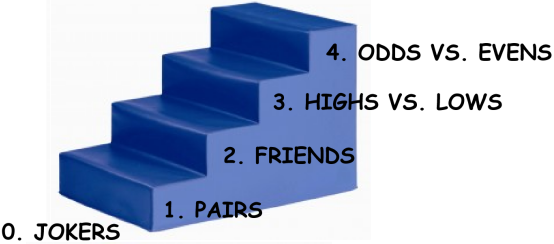 4. ODDS VS. EVENS
3. HIGHS VS. LOWS
2. FRIENDS
1. PAIRS
0. JOKERS